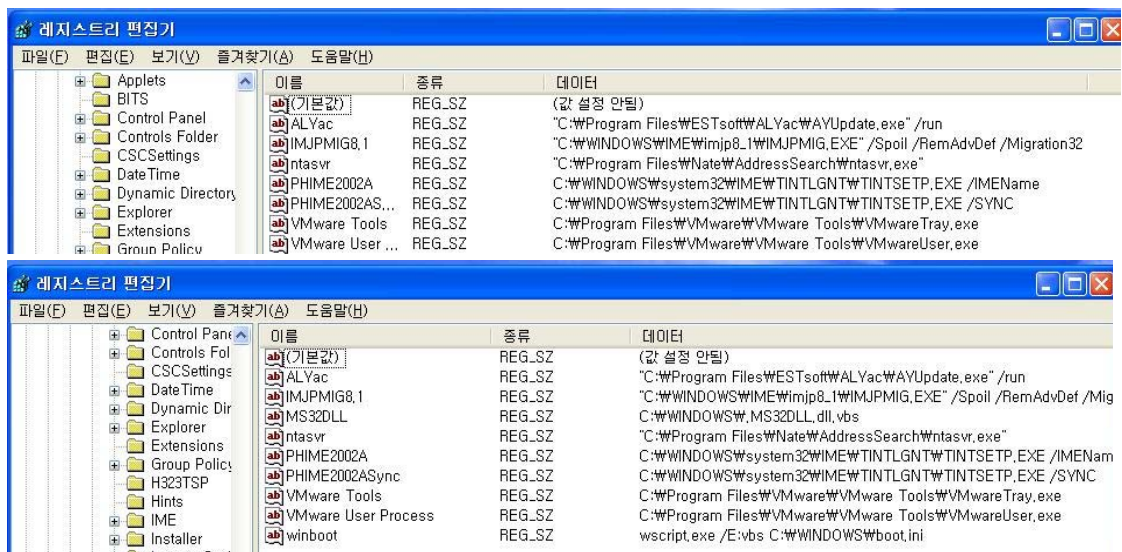 레지스트리 편집기
파일(F) 편집(E) 보기(V) 즐겨찾기(A) 도움말(H)
Applets
BITS
Control Panel
Controls Folder
CSCSettings
DateTime
Dynamic Directory
Explorer
Extensions
Group Policy
이름 종류 데이터
(기본값) REG_SZ (값 설정 안됨)
ALYac REG_SZ "C:₩Program Files₩ESTsoft₩ALYac₩AYUpdate.exe" /run
IMJPMIG8.1 REG_SZ "C:₩WINDOWS₩IME₩imjp8_1₩IMJPMIG.EXE" /Spoil /RemAdvDef /Migration32
ntasvr REG_SZ "C:₩Program Files₩Nate₩AddressSearch₩ntasvr.exe"
PHIME2002A REG_SZ C:₩WINDOWS₩system32₩IME₩TINTLGNT₩TINTSETP.EXE /IMEName
PHIME2002AS... REG_SZ C:₩WINDOWS₩system32₩IME₩TINTLGNT₩TINTSETP.EXE /SYNC
VMware Tools REG_SZ C:₩Program Files₩VMware₩VMware Tools₩VMwareTray.exe
VMware User ... REG_SZ C:₩Program Files₩VMware₩VMware Tools₩VMwareUser.exe
레지스트리 편집기
파일(F) 편집(E) 보기(V) 즐겨찾기(A) 도움말(H)
Control Pane
Controls Fol
CSCSettings
DateTime
Dynamic Dir
Explorer
Extensions
Group Policy
H323TSP
Hints
IME
Installer
이름 종류 데이터
(기본값) REG_SZ (값 설정 안됨)
ALYac REG_SZ "C:₩Program Files₩ESTsoft₩ALYac₩AYUpdate.exe" /run
IMJPMIG8.1 REG_SZ "C:₩WINDOWS₩IME₩imjp8_1₩IMJPMIG.EXE" /Spoil /RemAdvDef /Mig
MS32DLL REG_SZ C:₩WINDOWS₩.MS32DLL.dll.vbs
ntasvr REG_SZ "C:₩Program Files₩Nate₩AddressSearch₩ntasvr.exe"
PHIME2002A REG_SZ C:₩WINDOWS₩system32₩IME₩TINTLGNT₩TINTSETP.EXE /IMENam
PHIME2002ASync REG_SZ C:₩WINDOWS₩system32₩IME₩TINTLGNT₩TINTSETP.EXE /SYNC
VMware Tools REG_SZ C:₩Program Files₩VMware₩VMware Tools₩VMwareTray.exe
VMware User Process REG_SZ C:₩Program Files₩VMware₩VMware Tools₩VMwareUser.exe
winboot REG_SZ wscript.exe /E:vbs C:₩WINDOWS₩boot.ini